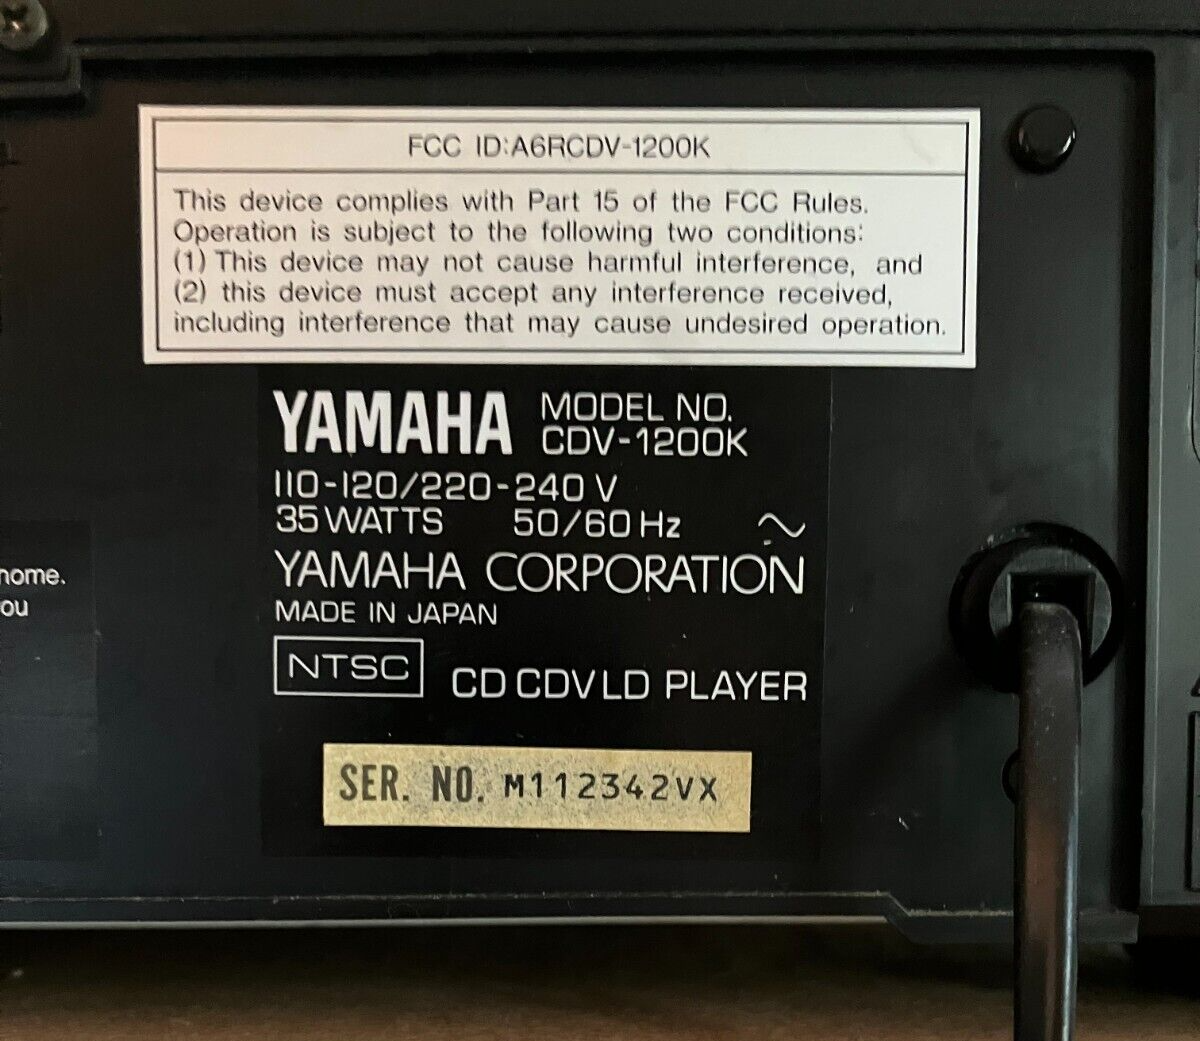 FCC ID:A6RCDV-1200K
This device complies with Part 15 of the FCC Rules.
Operation is subject to the following two conditions:
(1) This device may not cause harmful interference, and
(2) this device must accept any interference received,
including interference that may cause undesired operation.
YAMAHA MODEL NO.
CDV-1200K
110-120/220-240 V
35 WATTS 50/60 Hz ~
YAMAHA CORPORATION
MADE IN JAPAN
NTSC CD CDV LD PLAYER
SER. NO. M112342VX
home.
ou